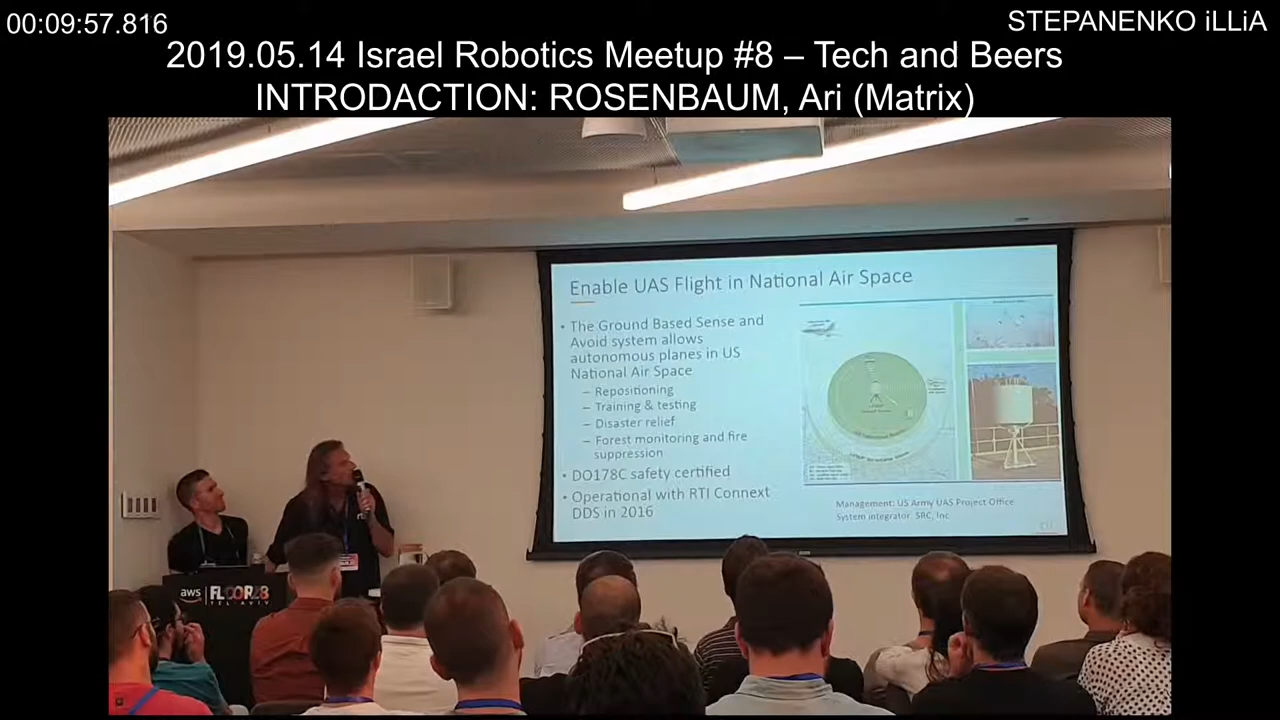 00:09:57.816
STEPANENKO iLLiA
2019.05.14 Israel Robotics Meetup #8 – Tech and Beers
INTRODACTION: ROSENBAUM, Ari (Matrix)
Enable UAS Flight in National Air Space
• The Ground Based Sense and
Avoid system allows
autonomous planes in US
National Air Space
– Repositioning
– Training & testing
– Disaster relief
– Forest monitoring and fire
suppression
• DO178C safety certified
• Operational with RTI Connext
DDS in 2016
Management: US Army UAS Project Office
System integrator: SRC, Inc
aws | FLOOR28
TEL·AVIV